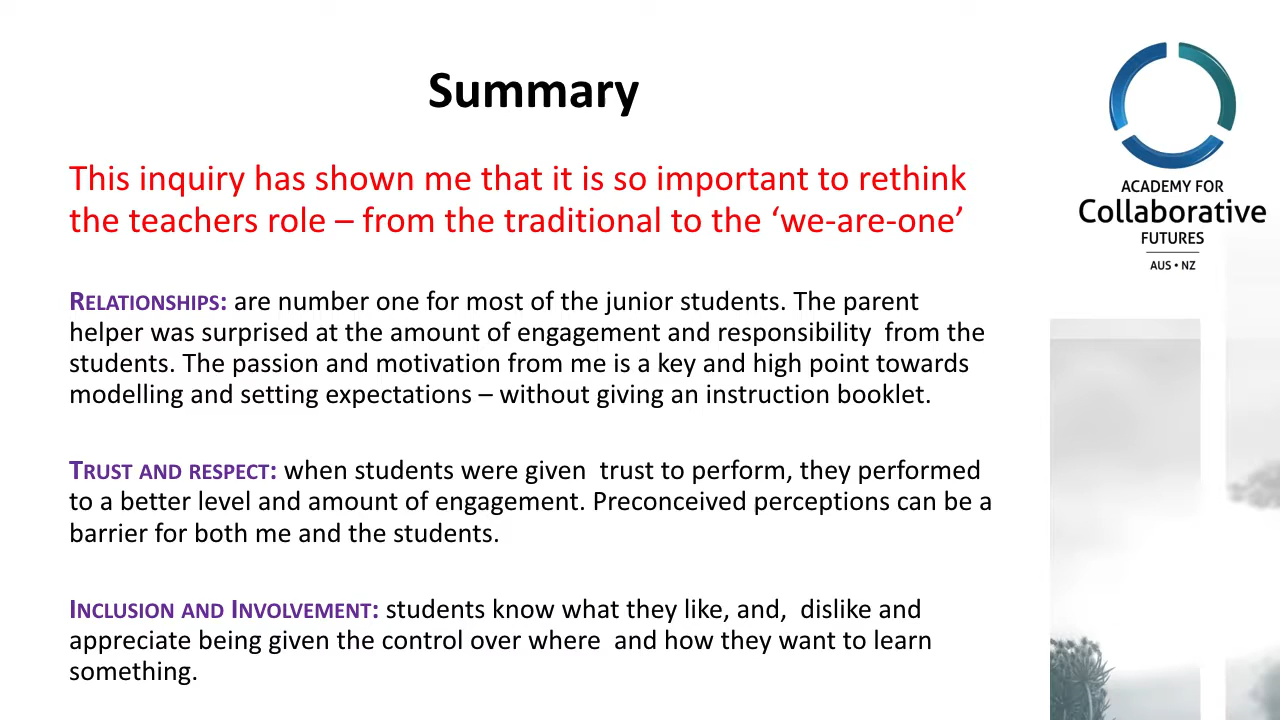 Summary
This inquiry has shown me that it is so important to rethink
the teachers role – from the traditional to the ‘we-are-one’
RELATIONSHIPS: are number one for most of the junior students. The parent
helper was surprised at the amount of engagement and responsibility  from the
students. The passion and motivation from me is a key and high point towards
modelling and setting expectations – without giving an instruction booklet.
TRUST AND RESPECT: when students were given  trust to perform, they performed
to a better level and amount of engagement. Preconceived perceptions can be a
barrier for both me and the students.
INCLUSION AND INVOLVEMENT: students know what they like, and,  dislike and
appreciate being given the control over where  and how they want to learn
something.
ACADEMY FOR
Collaborative
FUTURES
AUS • NZ